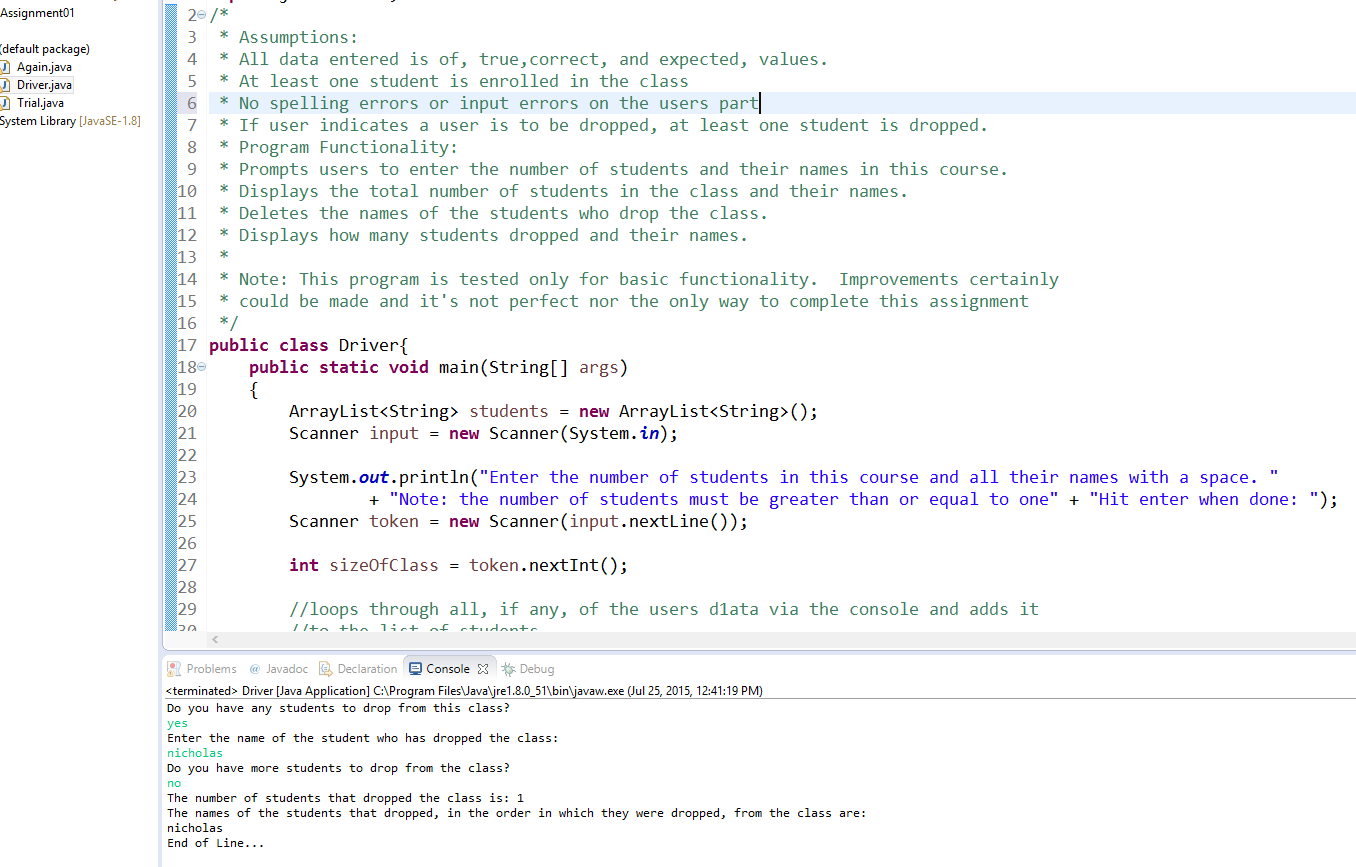 Assignment01
(default package)
Again.java
Driver.java
Trial.java
System Library [JavaSE-1.8]
2 /*
3 * Assumptions:
4 * All data entered is of, true,correct, and expected, values.
5 * At least one student is enrolled in the class
6 * No spelling errors or input errors on the users part
7 * If user indicates a user is to be dropped, at least one student is dropped.
8 * Program Functionality:
9 * Prompts users to enter the number of students and their names in this course.
10 * Displays the total number of students in the class and their names.
11 * Deletes the names of the students who drop the class.
12 * Displays how many students dropped and their names.
13 *
14 * Note: This program is tested only for basic functionality.  Improvements certainly
15 * could be made and it's not perfect nor the only way to complete this assignment
16 */
17 public class Driver{
18 public static void main(String[] args)
19 {
20 ArrayList<String> students = new ArrayList<String>();
21 Scanner input = new Scanner(System.in);
22
23 System.out.println("Enter the number of students in this course and all their names with a space. "
24 + "Note: the number of students must be greater than or equal to one" + "Hit enter when done: ");
25 Scanner token = new Scanner(input.nextLine());
26
27 int sizeOfClass = token.nextInt();
28
29 //loops through all, if any, of the users d1ata via the console and adds it
30 //to the list of students
Problems @ Javadoc Declaration Console Debug
<terminated> Driver [Java Application] C:\Program Files\Java\jre1.8.0_51\bin\javaw.exe (Jul 25, 2015, 12:41:19 PM)
Do you have any students to drop from this class?
yes
Enter the name of the student who has dropped the class:
nicholas
Do you have more students to drop from the class?
no
The number of students that dropped the class is: 1
The names of the students that dropped, in the order in which they were dropped, from the class are:
nicholas
End of Line...